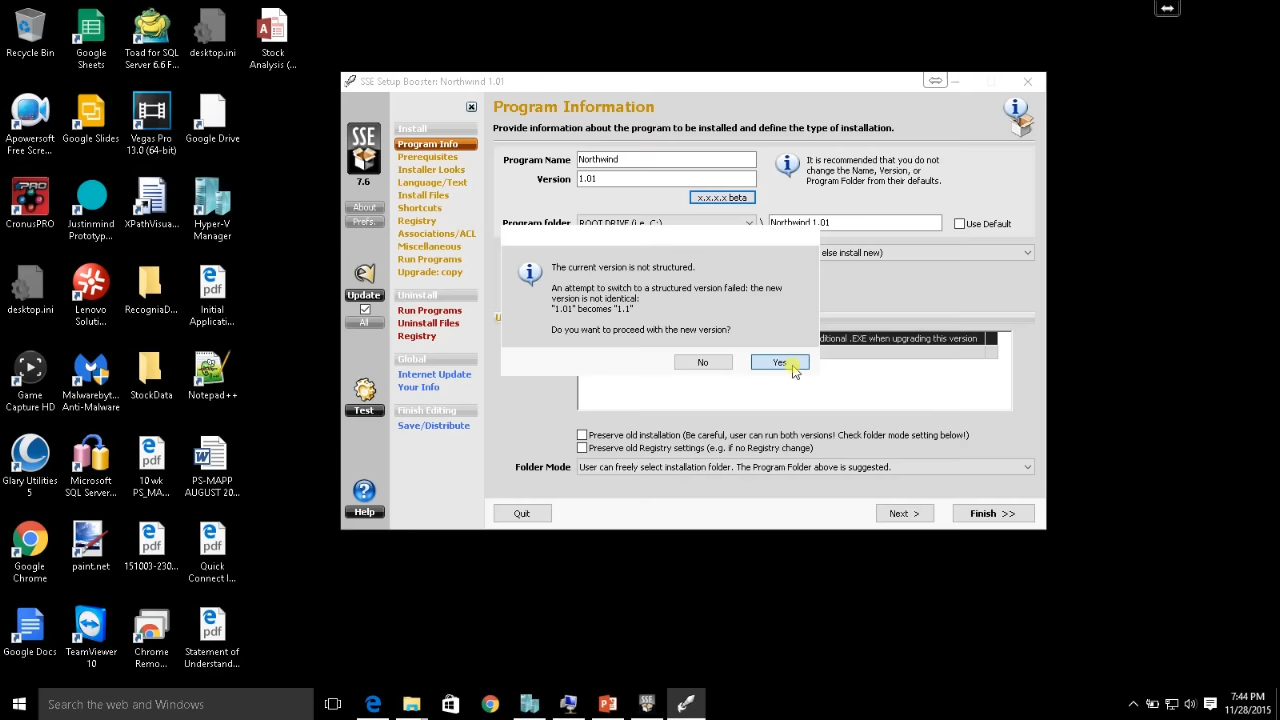 Recycle Bin
Google Sheets
Toad for SQL Server 6.6 F...
desktop.ini
Stock Analysis (...
Apowersoft Free Scre...
Google Slides
Vegas Pro 13.0 (64-bit)
Google Drive
CronusPRO
Justinmind Prototyp...
XPathVisua...
Hyper-V Manager
desktop.ini
Lenovo Soluti...
RecogniaD...
Initial Applicati...
Game Capture HD
Malwarebyt... Anti-Malware
StockData
Notepad++
Glary Utilities 5
Microsoft SQL Server...
10 wk PS_MA...
PS-MAPP AUGUST 20...
Google Chrome
paint.net
151003-230...
Quick Connect I...
Google Docs
TeamViewer 10
Chrome Remo...
Statement of Understand...
SSE Setup Booster: Northwind 1.01
SSE
7.6
About
Prefs.
Update
All
Test
Help
Install
Program Info
Prerequisites
Installer Looks
Language/Text
Install Files
Shortcuts
Registry
Associations/ACL
Miscellaneous
Run Programs
Upgrade: copy
Uninstall
Run Programs
Uninstall Files
Registry
Global
Internet Update
Your Info
Finish Editing
Save/Distribute
Program Information
Provide information about the program to be installed and define the type of installation.
Program Name
Northwind
Version
1.01
x.x.x.x beta
It is recommended that you do
not change the Name, Version, or
Program Folder from their defaults.
Program folder
ROOT DRIVE (i.e. C:)
\
Northwind 1.01
Use Default
else install new)
The current version is not structured.
An attempt to switch to a structured version failed: the new
version is not identical:
"1.01" becomes "1.1"
Do you want to proceed with the new version?
No
Yes
ditional .EXE when upgrading this version
Preserve old installation (Be careful, user can run both versions! Check folder mode setting below!)
Preserve old Registry settings (e.g. if no Registry change)
Folder Mode
User can freely select installation folder. The Program Folder above is suggested.
Quit
Next >
Finish >>
Search the web and Windows
7:44 PM
11/28/2015